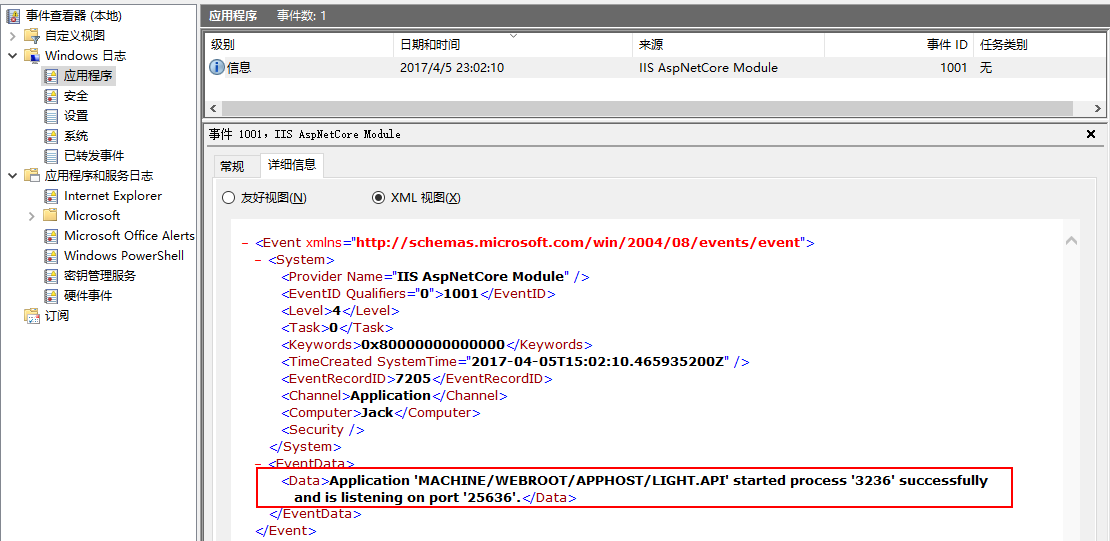 事件查看器 (本地)
自定义视图
Windows 日志
应用程序
安全
设置
系统
已转发事件
应用程序和服务日志
Internet Explorer
Microsoft
Microsoft Office Alerts
Windows PowerShell
密钥管理服务
硬件事件
订阅
应用程序 事件数: 1
级别 日期和时间 来源 事件 ID 任务类别
信息 2017/4/5 23:02:10 IIS AspNetCore Module 1001 无
事件 1001，IIS AspNetCore Module
常规 详细信息
友好视图(N) XML 视图(X)
- <Event xmlns="http://schemas.microsoft.com/win/2004/08/events/event">
- <System>
<Provider Name="IIS AspNetCore Module" />
<EventID Qualifiers="0">1001</EventID>
<Level>4</Level>
<Task>0</Task>
<Keywords>0x80000000000000</Keywords>
<TimeCreated SystemTime="2017-04-05T15:02:10.465935200Z" />
<EventRecordID>7205</EventRecordID>
<Channel>Application</Channel>
<Computer>Jack</Computer>
<Security />
</System>
- <EventData>
<Data>Application 'MACHINE/WEBROOT/APPHOST/LIGHT.API' started process '3236' successfully
and is listening on port '25636'.</Data>
</EventData>
</Event>